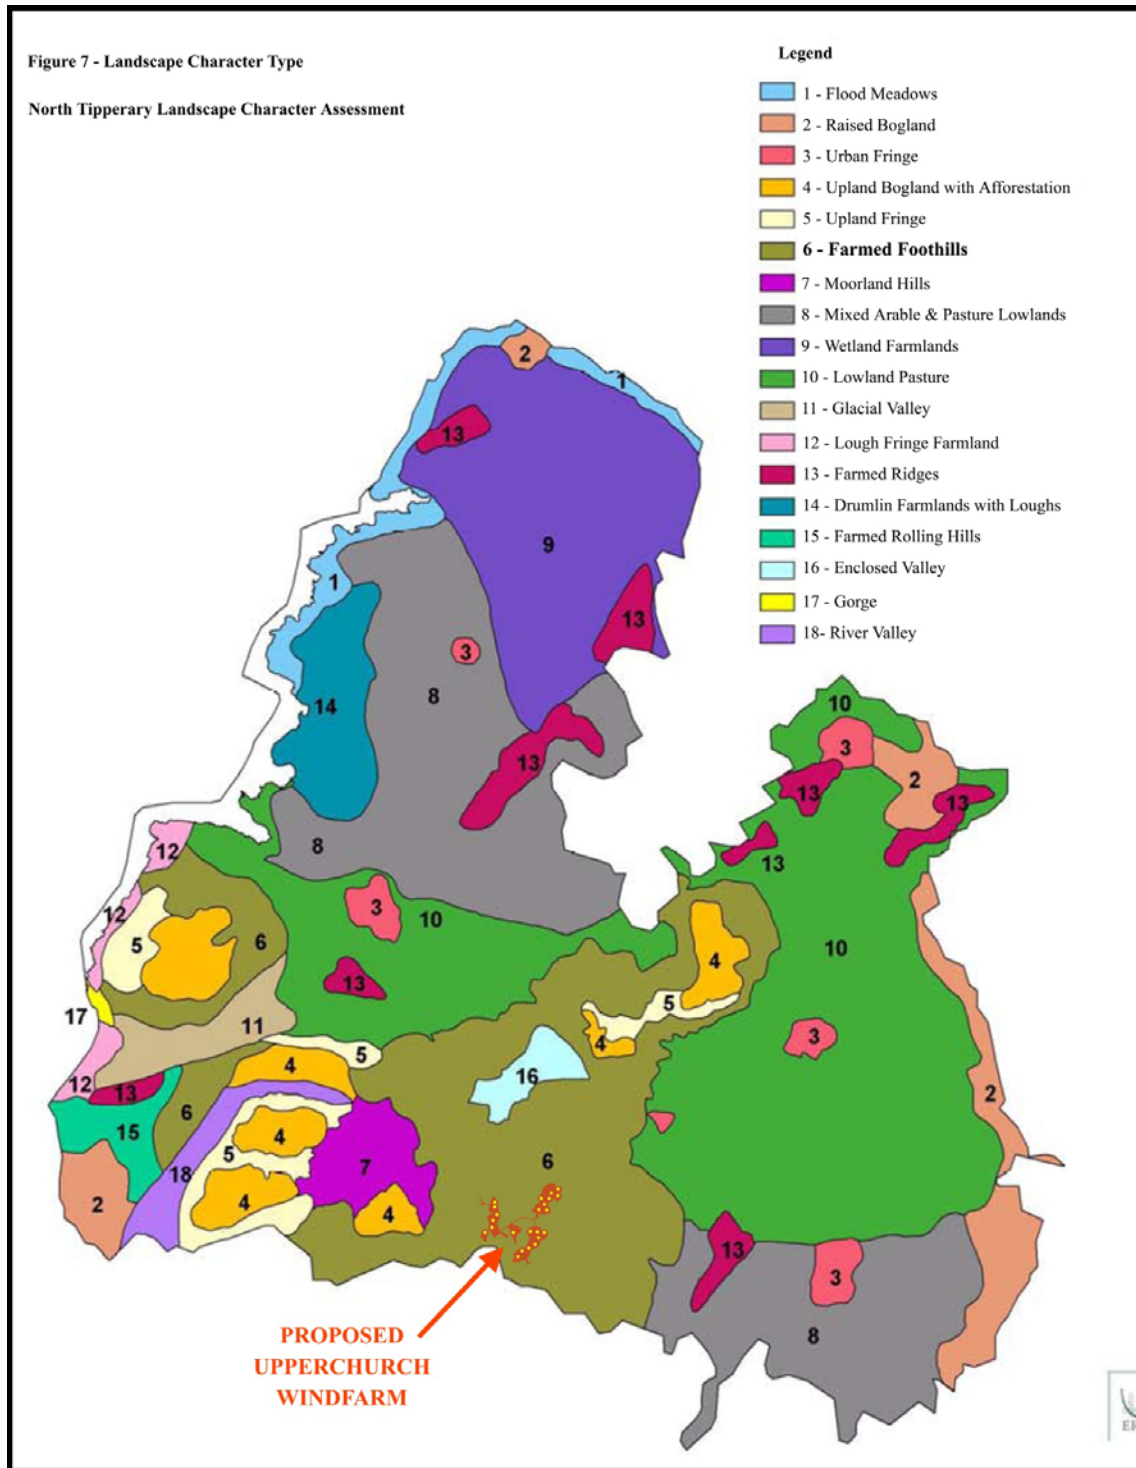 Figure 7 - Landscape Character Type
North Tipperary Landscape Character Assessment
Legend
1 - Flood Meadows
2 - Raised Bogland
3 - Urban Fringe
4 - Upland Bogland with Afforestation
5 - Upland Fringe
6 - Farmed Foothills
7 - Moorland Hills
8 - Mixed Arable & Pasture Lowlands
9 - Wetland Farmlands
10 - Lowland Pasture
11 - Glacial Valley
12 - Lough Fringe Farmland
13 - Farmed Ridges
14 - Drumlin Farmlands with Loughs
15 - Farmed Rolling Hills
16 - Enclosed Valley
17 - Gorge
18- River Valley
2
1
13
9
1
13
3
8
14
13
10
3
2
13
13
13
8
12
12
3
10
5
6
10
4
13
5
17
11
4
3
5
4
16
12
13
2
6
15
4
5
6
7
18
2
4
4
13
3
8
PROPOSED
UPPERCHURCH
WINDFARM